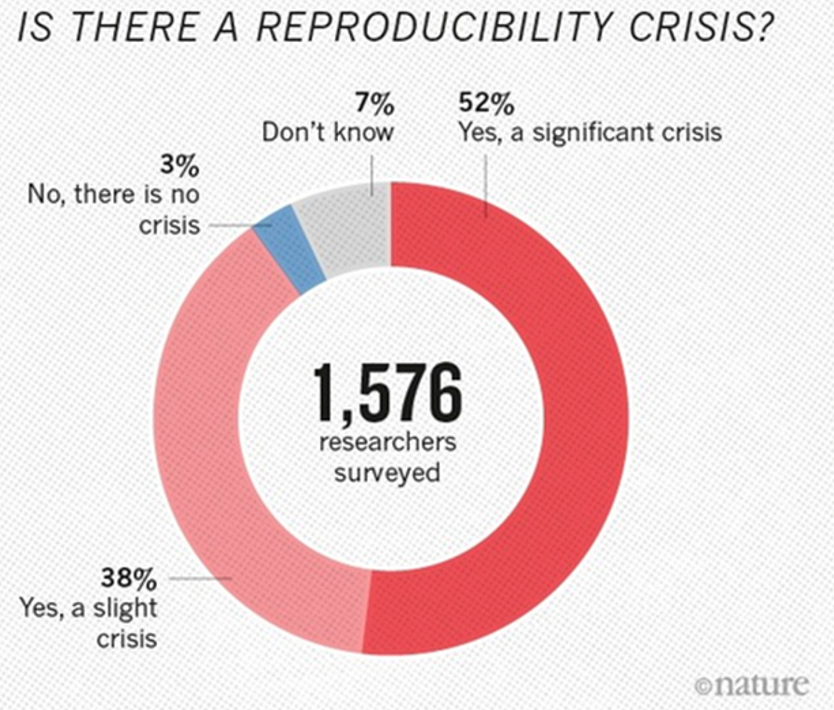 IS THERE A REPRODUCIBILITY CRISIS?
7%
Don’t know
52%
Yes, a significant crisis
3%
No, there is no
crisis
1,576
researchers
surveyed
38%
Yes, a slight
crisis
©nature